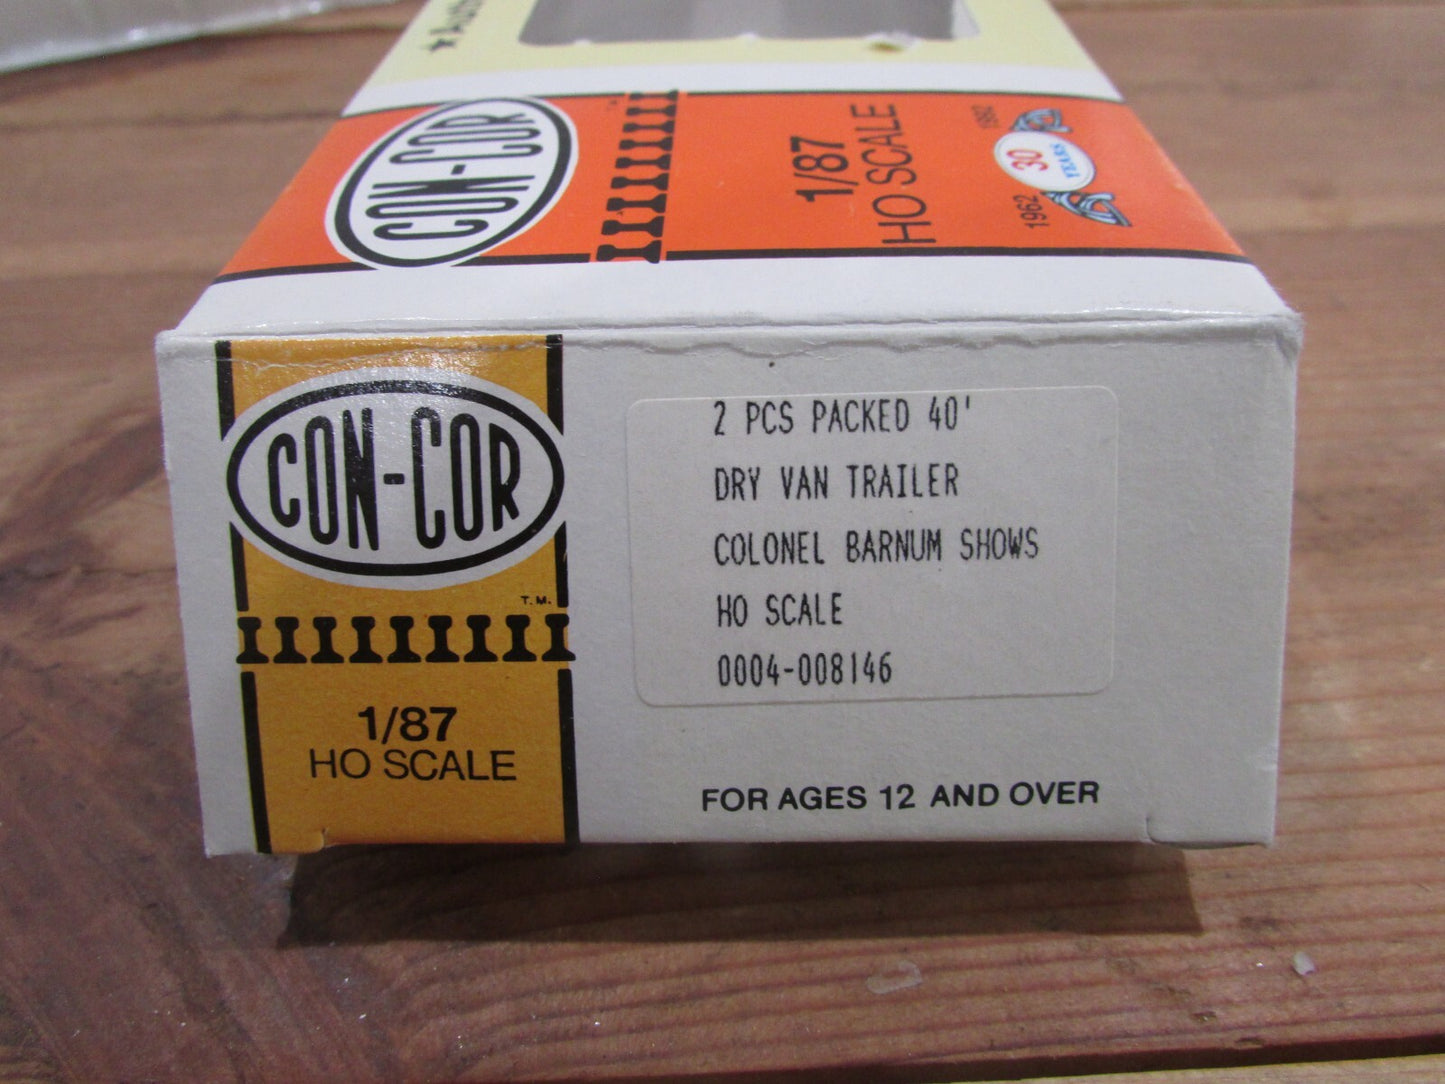 ★Auth
CON-COR
T.M.
1/87
HO SCALE
1962
30
YEARS
1992
CON-COR
T.M.
1/87
HO SCALE
2 PCS PACKED 40'
DRY VAN TRAILER
COLONEL BARNUM SHOWS
HO SCALE
0004-008146
FOR AGES 12 AND OVER